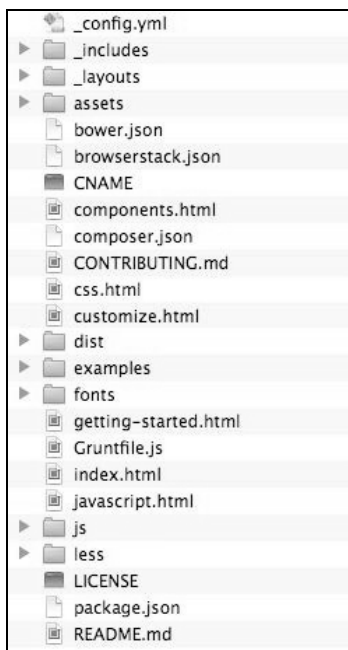 _config.yml
_includes
_layouts
assets
bower.json
browserstack.json
CNAME
components.html
composer.json
CONTRIBUTING.md
css.html
customize.html
dist
examples
fonts
getting-started.html
Gruntfile.js
index.html
javascript.html
js
less
LICENSE
package.json
README.md